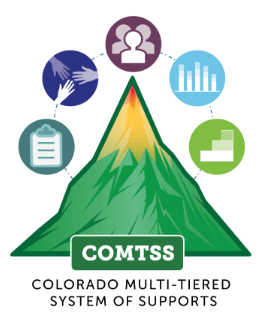 COMTSS
COLORADO MULTI-TIERED
SYSTEM OF SUPPORTS